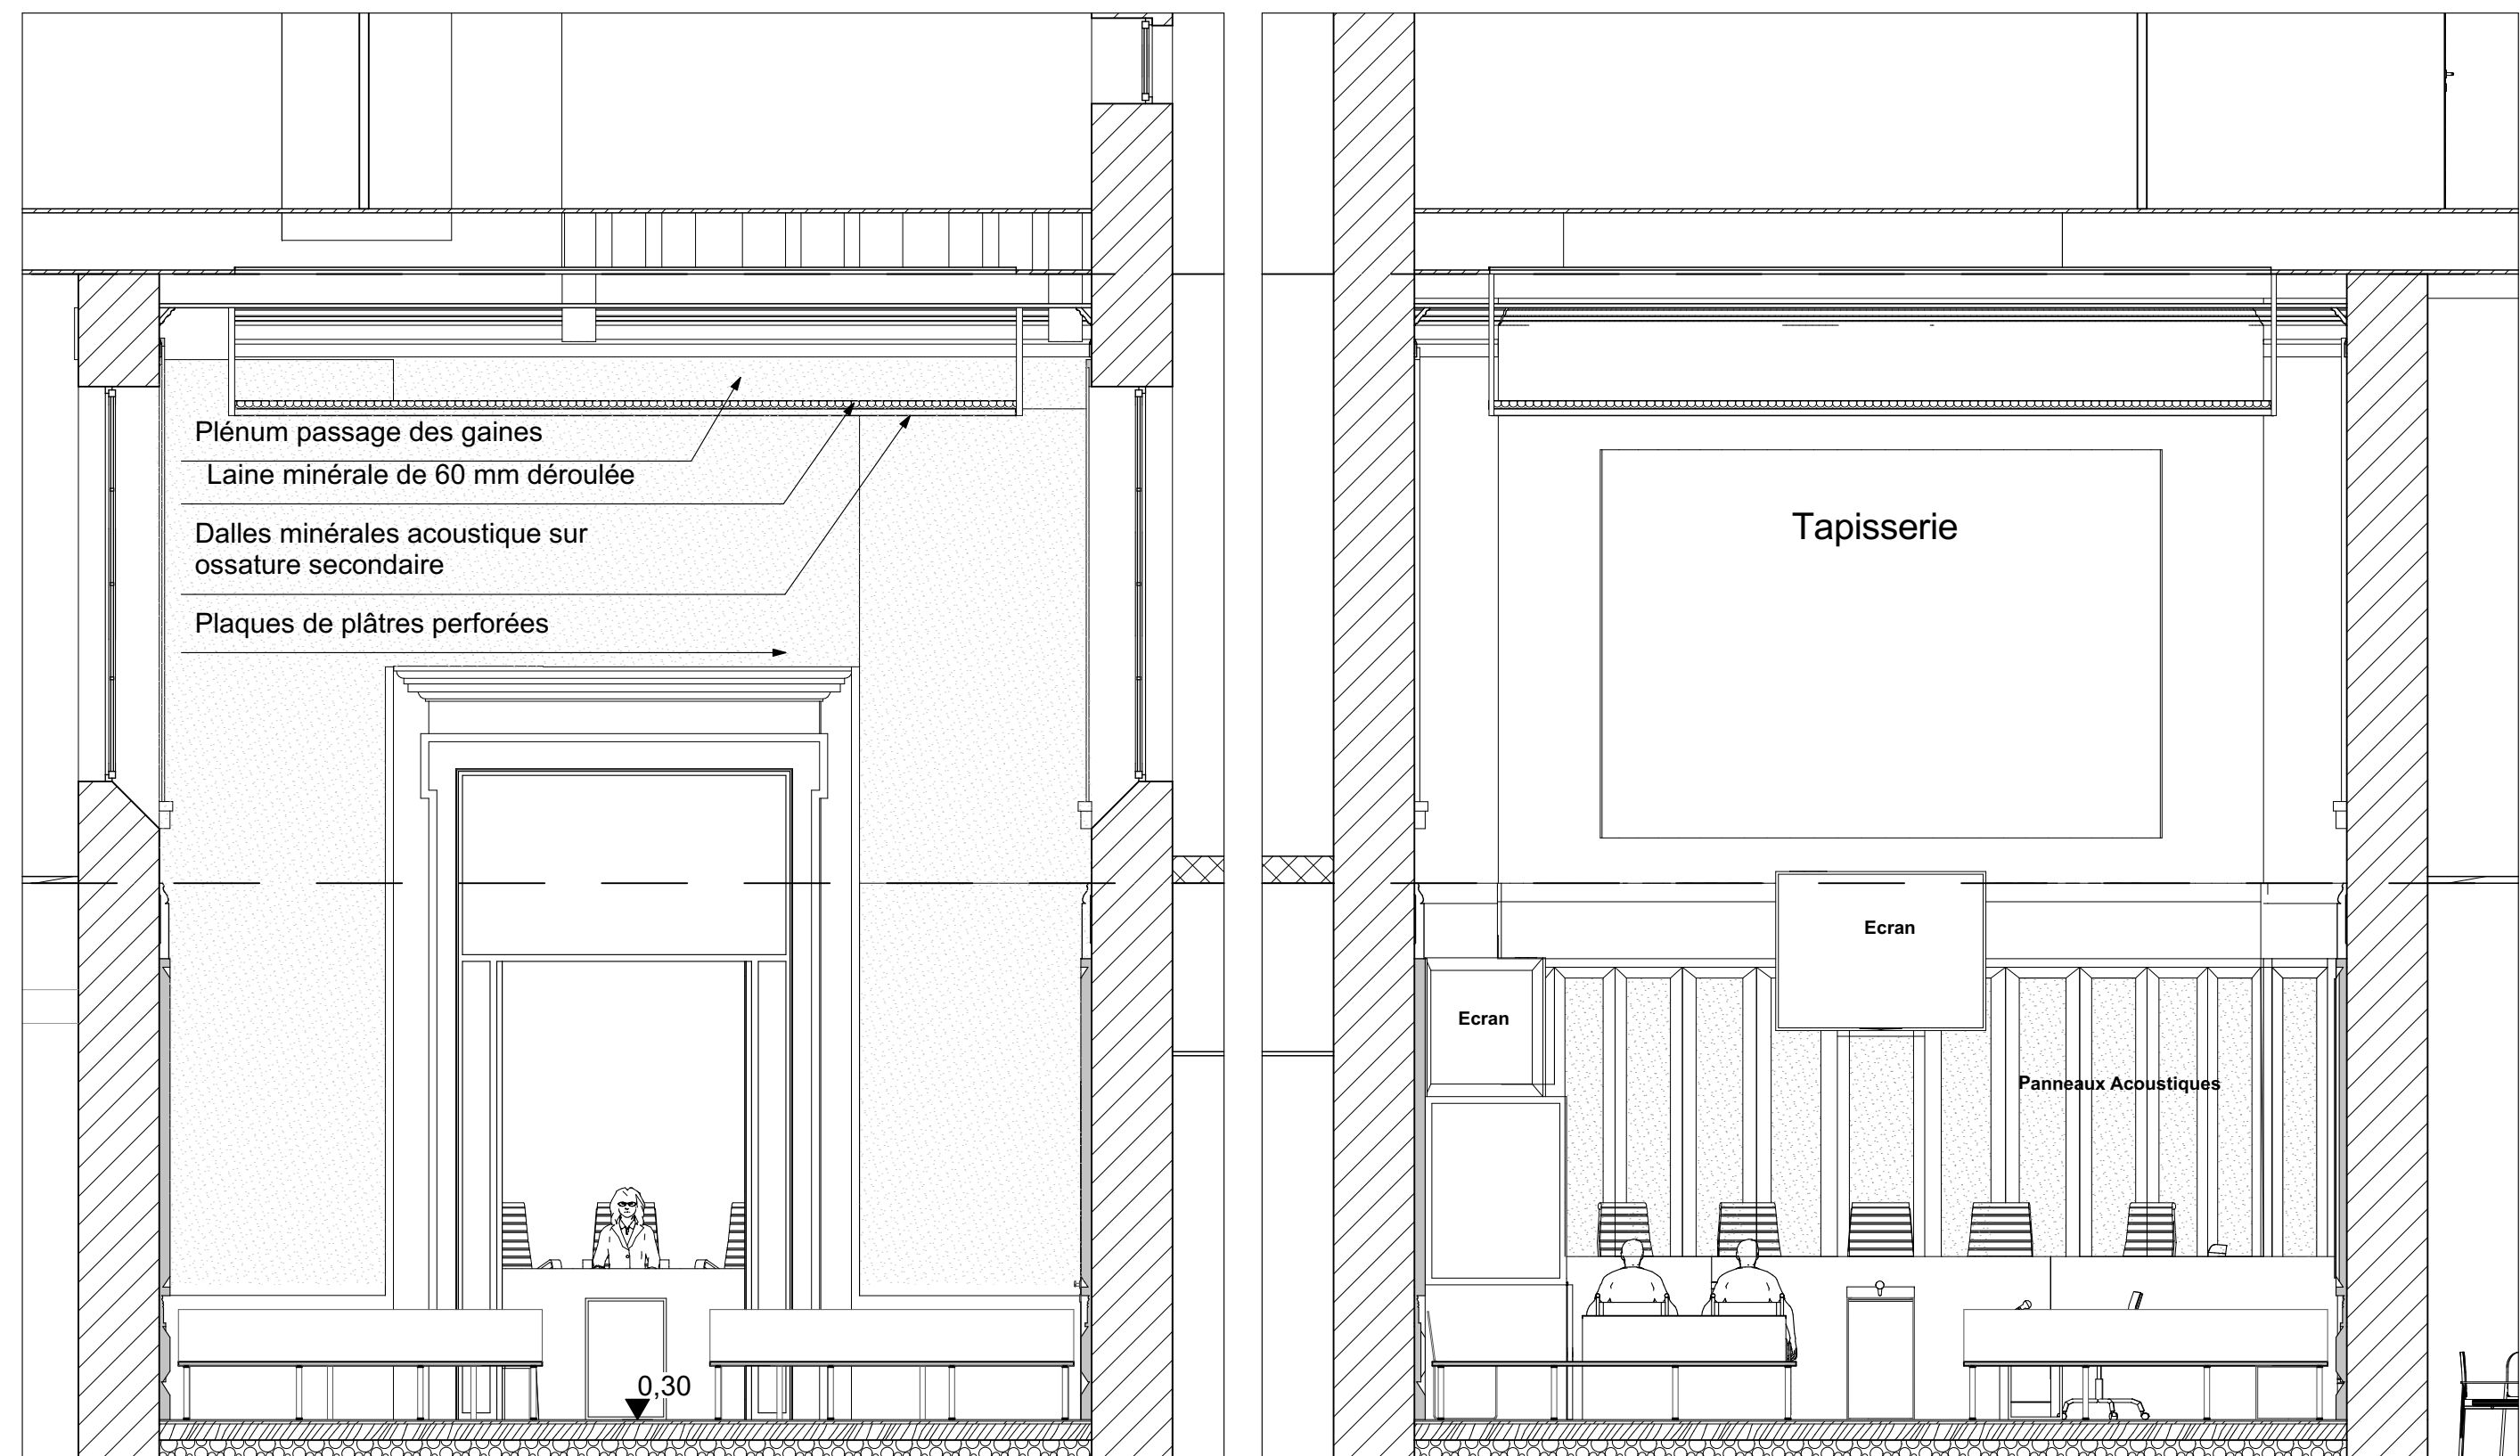 Plénum passage des gaines
Laine minérale de 60 mm déroulée
Dalles minérales acoustique sur
ossature secondaire
Plaques de plâtres perforées
0,30
Tapisserie
Ecran
Ecran
Panneaux Acoustiques